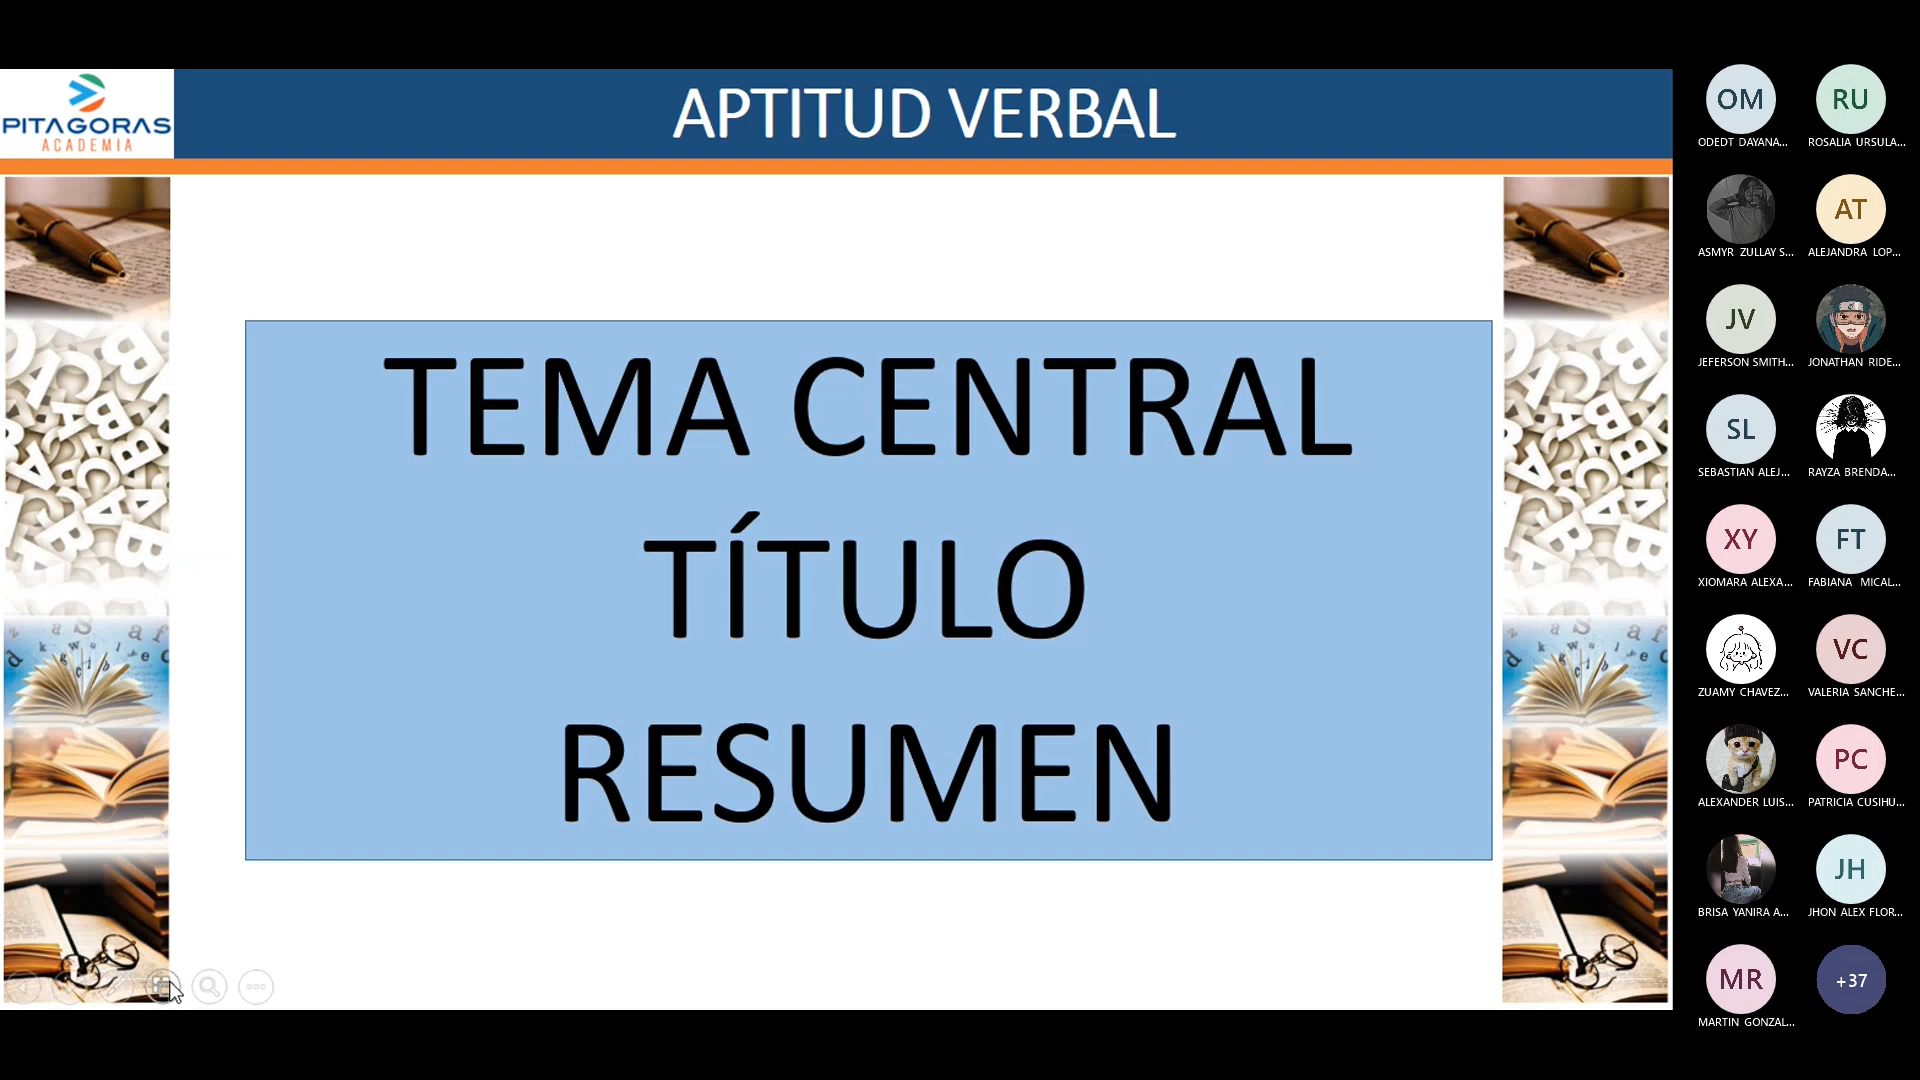 PITAGORAS
ACADEMIA
APTITUD VERBAL
TEMA CENTRAL
TÍTULO
RESUMEN
OM
ODEDT DAYANA...
RU
ROSALIA URSULA...
ASMYR ZULLAY S...
AT
ALEJANDRA LOP...
JV
JEFERSON SMITH...
JONATHAN RIDE...
SL
SEBASTIAN ALEJ...
RAYZA BRENDA...
XY
XIOMARA ALEXA...
FT
FABIANA MICAL...
ZUAMY CHAVEZ...
VC
VALERIA SANCHE...
ALEXANDER LUIS...
PC
PATRICIA CUSIHU...
BRISA YANIRA A...
JH
JHON ALEX FLOR...
MR
MARTIN GONZAL...
+37